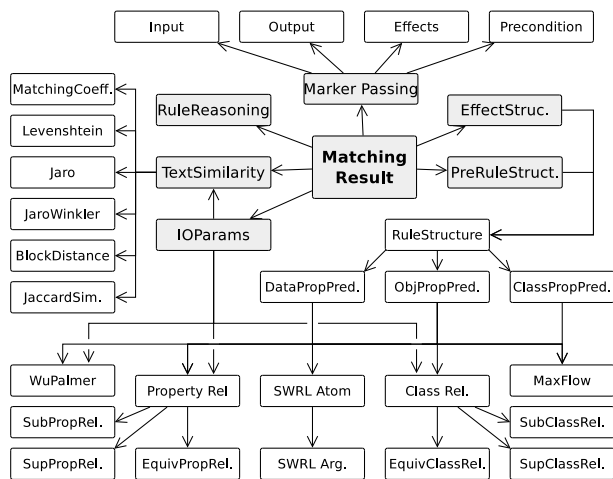 Input
Output
Effects
Precondition
MatchingCoeff.
Marker Passing
RuleReasoning
EffectStruc.
Levenshtein
Matching
Result
Jaro
TextSimilarity
PreRuleStruct.
JaroWinkler
IOParams
RuleStructure
BlockDistance
JaccardSim.
DataPropPred.
ObjPropPred.
ClassPropPred.
WuPalmer
Property Rel
SWRL Atom
Class Rel.
MaxFlow
SubPropRel.
SubClassRel.
SupPropRel.
EquivPropRel.
SWRL Arg.
EquivClassRel.
SupClassRel.